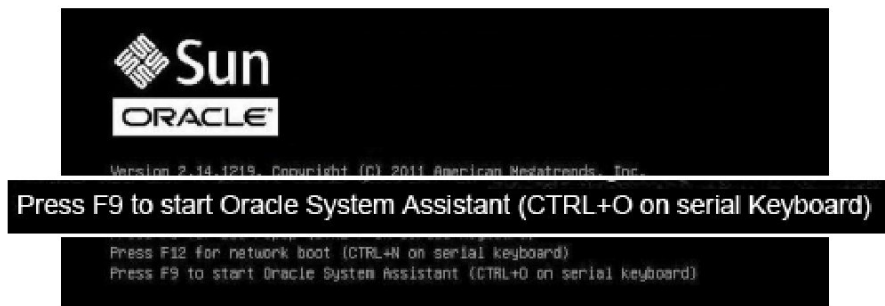 Sun
ORACLE
Version 2.14.1219. Copyright (C) 2011 American Megatrends, Inc.
Press F9 to start Oracle System Assistant (CTRL+O on serial Keyboard)
Press F12 for network boot (CTRL+N on serial keyboard)
Press F9 to start Oracle System Assistant (CTRL+O on serial keyboard)